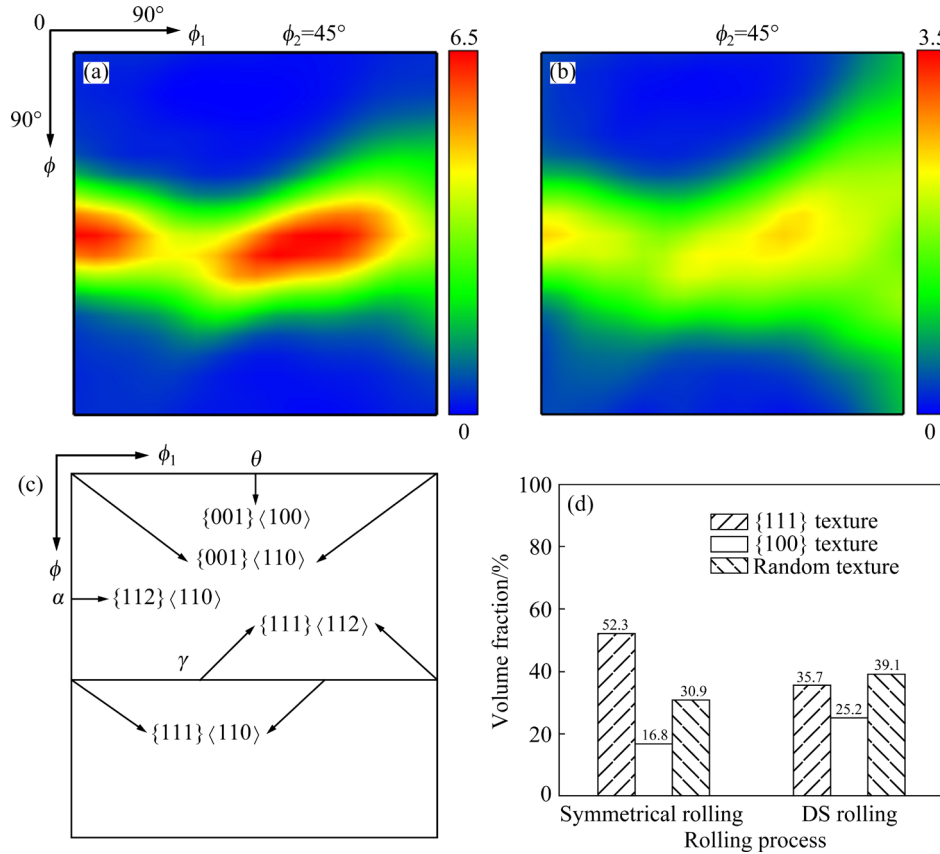 0
90°
ϕ₁
ϕ₂=45°
6.5
ϕ₂=45°
3.5
(a)
(b)
90°
ϕ
0
0
(c)
ϕ₁
θ
{001}⟨100⟩
{001}⟨110⟩
ϕ
α
{112}⟨110⟩
{111}⟨112⟩
γ
{111}⟨110⟩
(d)
100
80
60
40
20
0
Volume fraction/%
{111} texture
{100} texture
Random texture
52.3
16.8
30.9
35.7
25.2
39.1
Symmetrical rolling
DS rolling
Rolling process